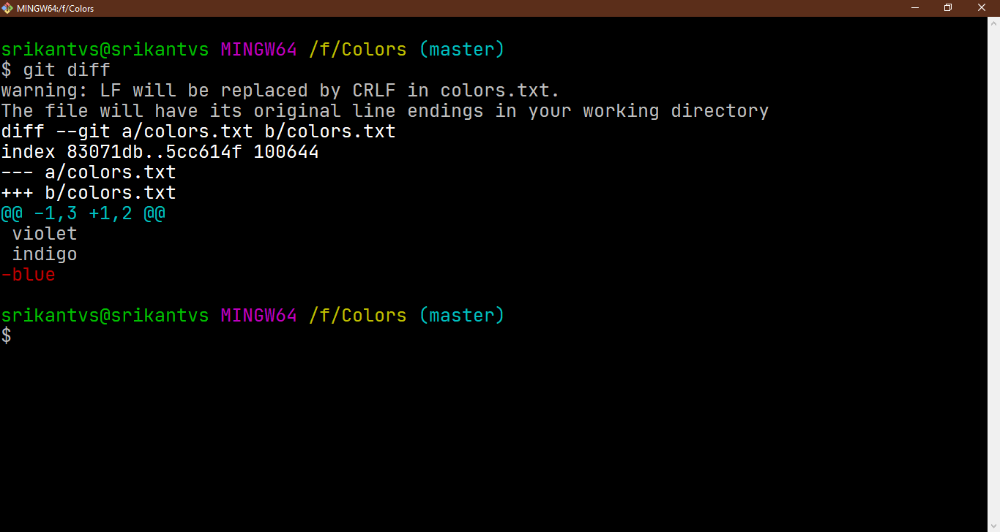 MINGW64:/f/Colors
srikantvs@srikantvs MINGW64 /f/Colors (master)
$ git diff
warning: LF will be replaced by CRLF in colors.txt.
The file will have its original line endings in your working directory
diff --git a/colors.txt b/colors.txt
index 83071db..5cc614f 100644
--- a/colors.txt
+++ b/colors.txt
@@ -1,3 +1,2 @@
 violet
 indigo
-blue
srikantvs@srikantvs MINGW64 /f/Colors (master)
$